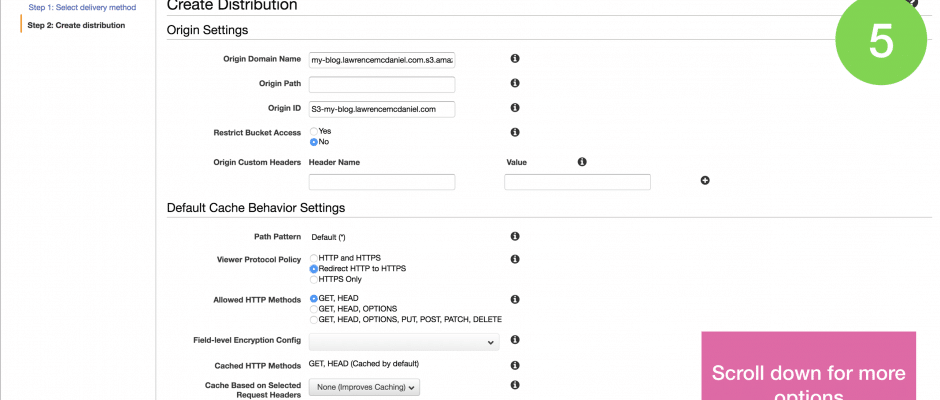 Step 1: Select delivery method
Step 2: Create distribution
Create Distribution
5
Origin Settings
Origin Domain Name my-blog.lawrencemcdaniel.com.s3.ama
Origin Path
Origin ID S3-my-blog.lawrencemcdaniel.com
Restrict Bucket Access Yes
No
Origin Custom Headers Header Name Value
Default Cache Behavior Settings
Path Pattern Default (*)
Viewer Protocol Policy HTTP and HTTPS
Redirect HTTP to HTTPS
HTTPS Only
Allowed HTTP Methods GET, HEAD
GET, HEAD, OPTIONS
GET, HEAD, OPTIONS, PUT, POST, PATCH, DELETE
Field-level Encryption Config
Cached HTTP Methods GET, HEAD (Cached by default)
Cache Based on Selected None (Improves Caching)
Request Headers
Scroll down for more
options